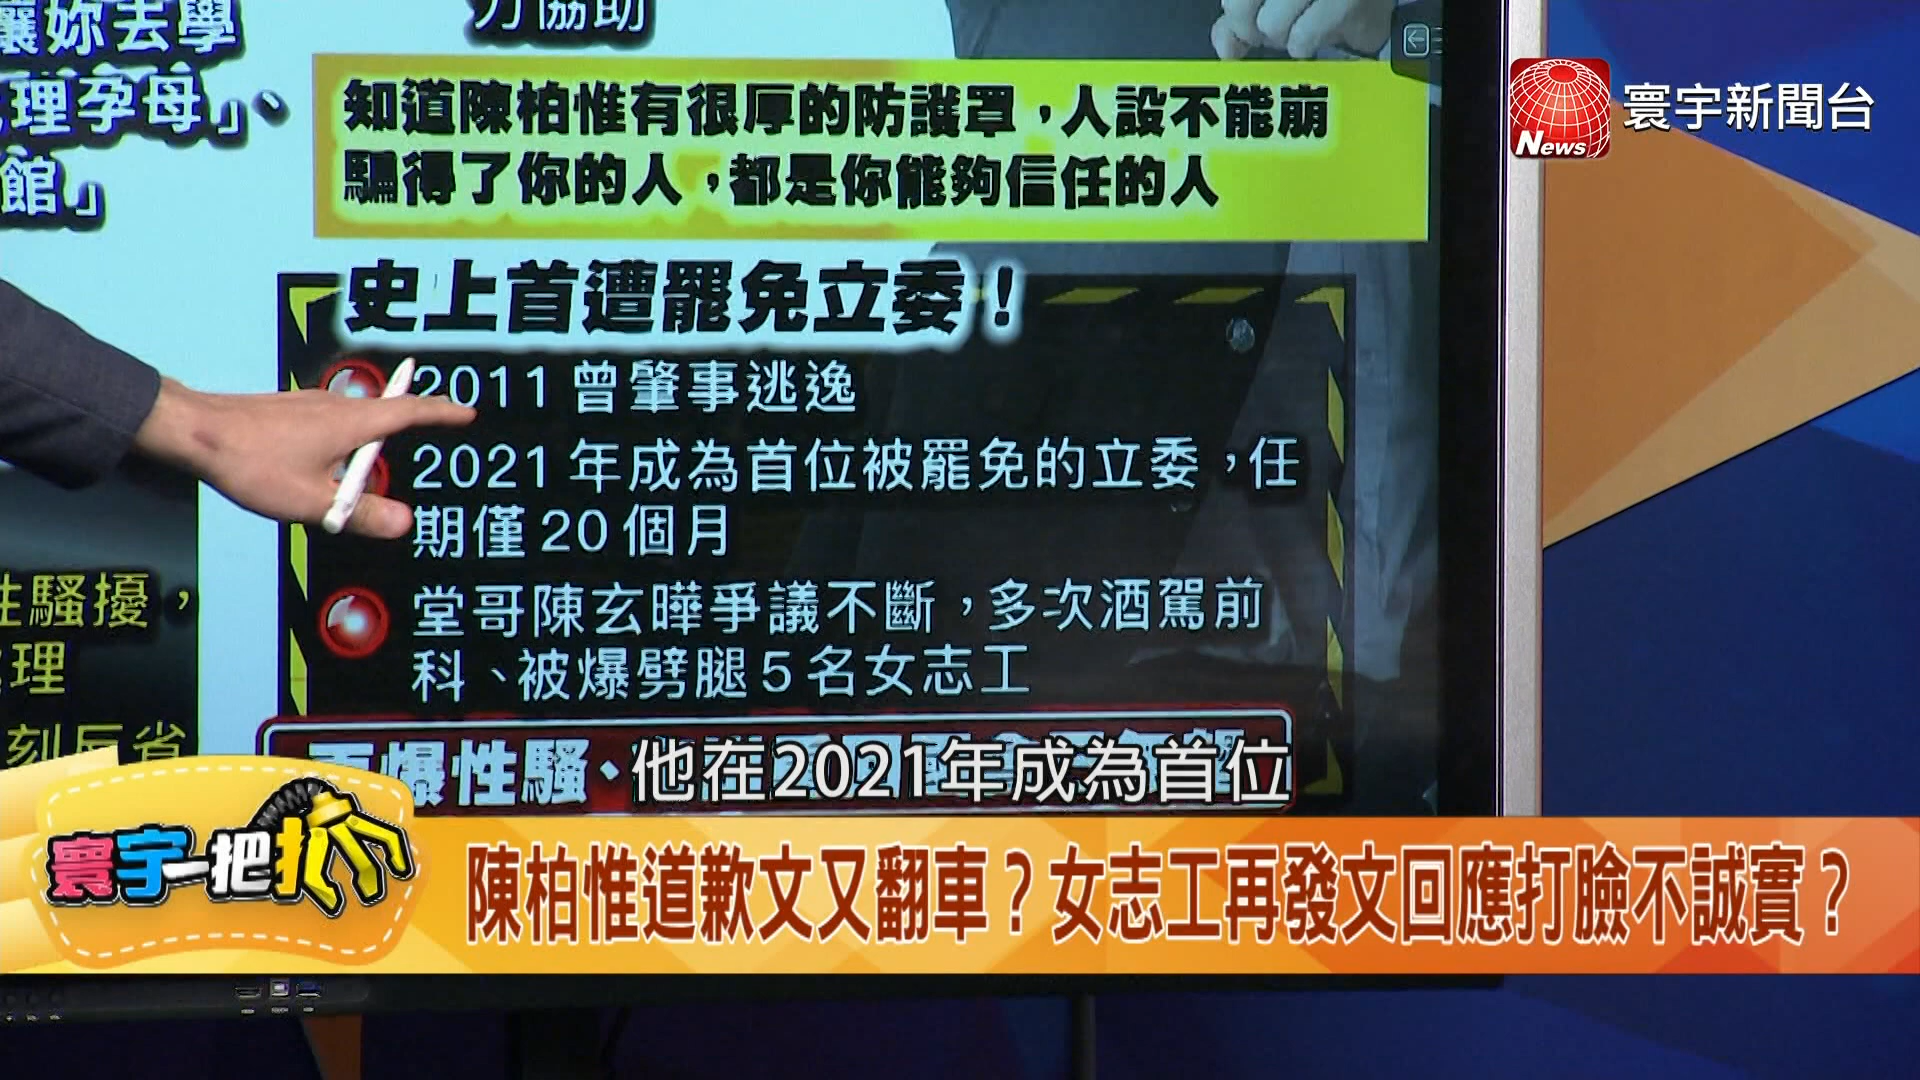 讓妳去學
力協助
理孕母」、
館」
知道陳柏惟有很厚的防護罩，人設不能崩
騙得了你的人，都是你能夠信任的人
史上首遭罷免立委！
2011 曾肇事逃逸
2021 年成為首位被罷免的立委，任
期僅 20 個月
堂哥陳玄曄爭議不斷，多次酒駕前
科、被爆劈腿 5 名女志工
性騷擾，
理
刻反省
再爆性騷、
他在2021年成為首位
News
寰宇新聞台
寰宇一把抓
陳柏惟道歉文又翻車？女志工再發文回應打臉不誠實？